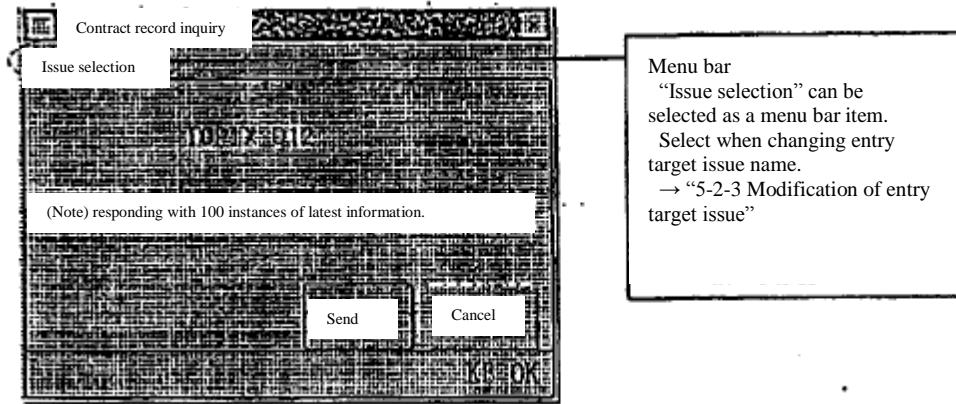 Contract record inquiry
Issue selection
(Note) responding with 100 instances of latest information.
Send
Cancel
KB OK
Menu bar
“Issue selection” can be
selected as a menu bar item.
Select when changing entry
target issue name.
→ “5-2-3 Modification of entry
target issue”